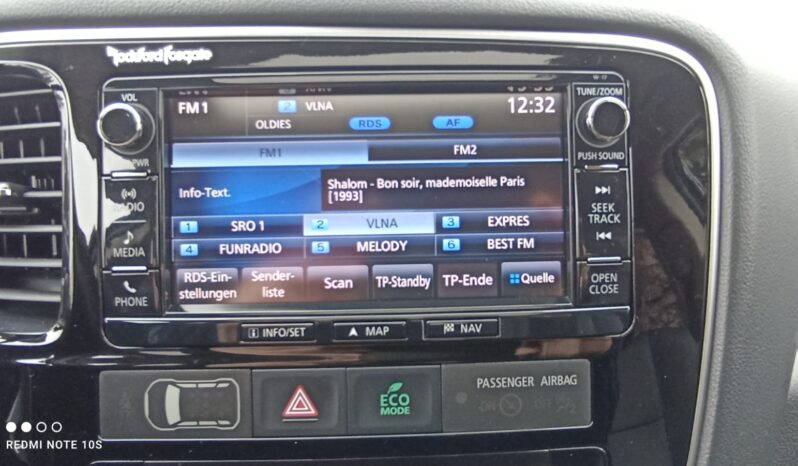 Rockford Fosgate
VOL
PWR
RADIO
MEDIA
PHONE
FM 1
2 VLNA
12:32
OLDIES
RDS
AF
FM1
FM2
Info-Text.
Shalom - Bon soir, mademoiselle Paris
[1993]
1 SRO 1
2 VLNA
3 EXPRES
4 FUNRADIO
5 MELODY
6 BEST FM
RDS-Ein-
stellungen
Sender-
liste
Scan
TP-Standby
TP-Ende
Quelle
TUNE/ZOOM
PUSH SOUND
SEEK
TRACK
OPEN
CLOSE
INFO/SET
MAP
NAV
ECO
MODE
PASSENGER AIRBAG
REDMI NOTE 10S